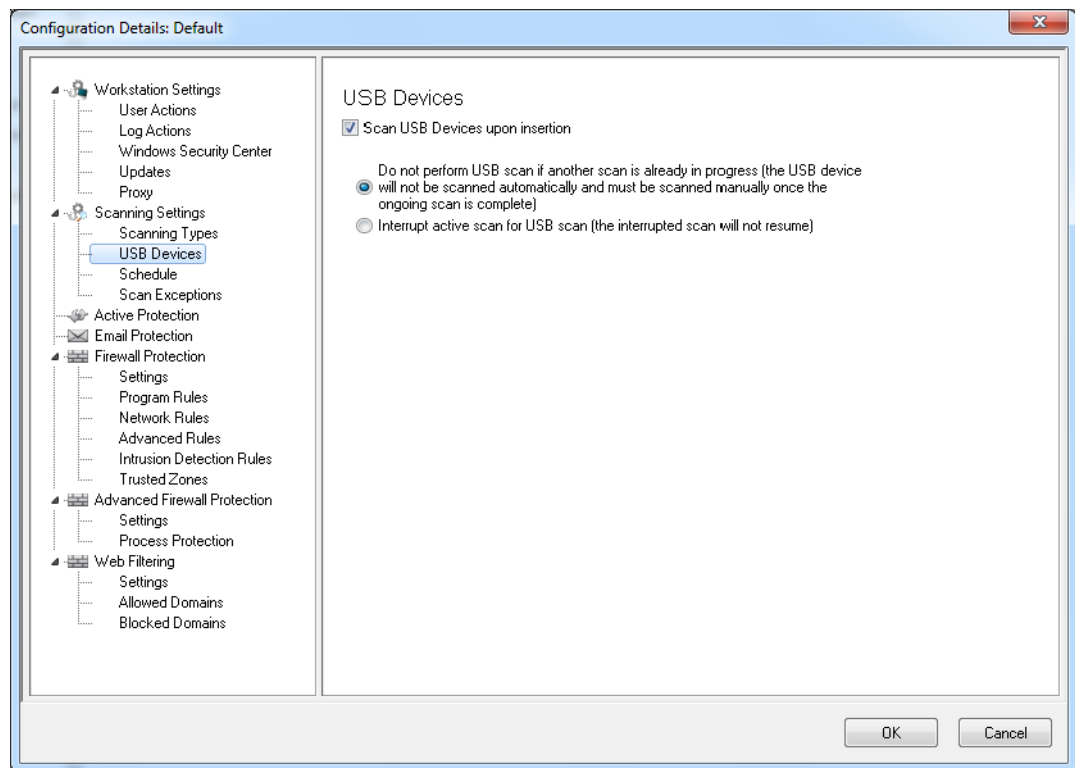 Configuration Details: Default
Workstation Settings
User Actions
Log Actions
Windows Security Center
Updates
Proxy
Scanning Settings
Scanning Types
USB Devices
Schedule
Scan Exceptions
Active Protection
Email Protection
Firewall Protection
Settings
Program Rules
Network Rules
Advanced Rules
Intrusion Detection Rules
Trusted Zones
Advanced Firewall Protection
Settings
Process Protection
Web Filtering
Settings
Allowed Domains
Blocked Domains
USB Devices
Scan USB Devices upon insertion
Do not perform USB scan if another scan is already in progress (the USB device
will not be scanned automatically and must be scanned manually once the
ongoing scan is complete)
Interrupt active scan for USB scan (the interrupted scan will not resume)
OK
Cancel